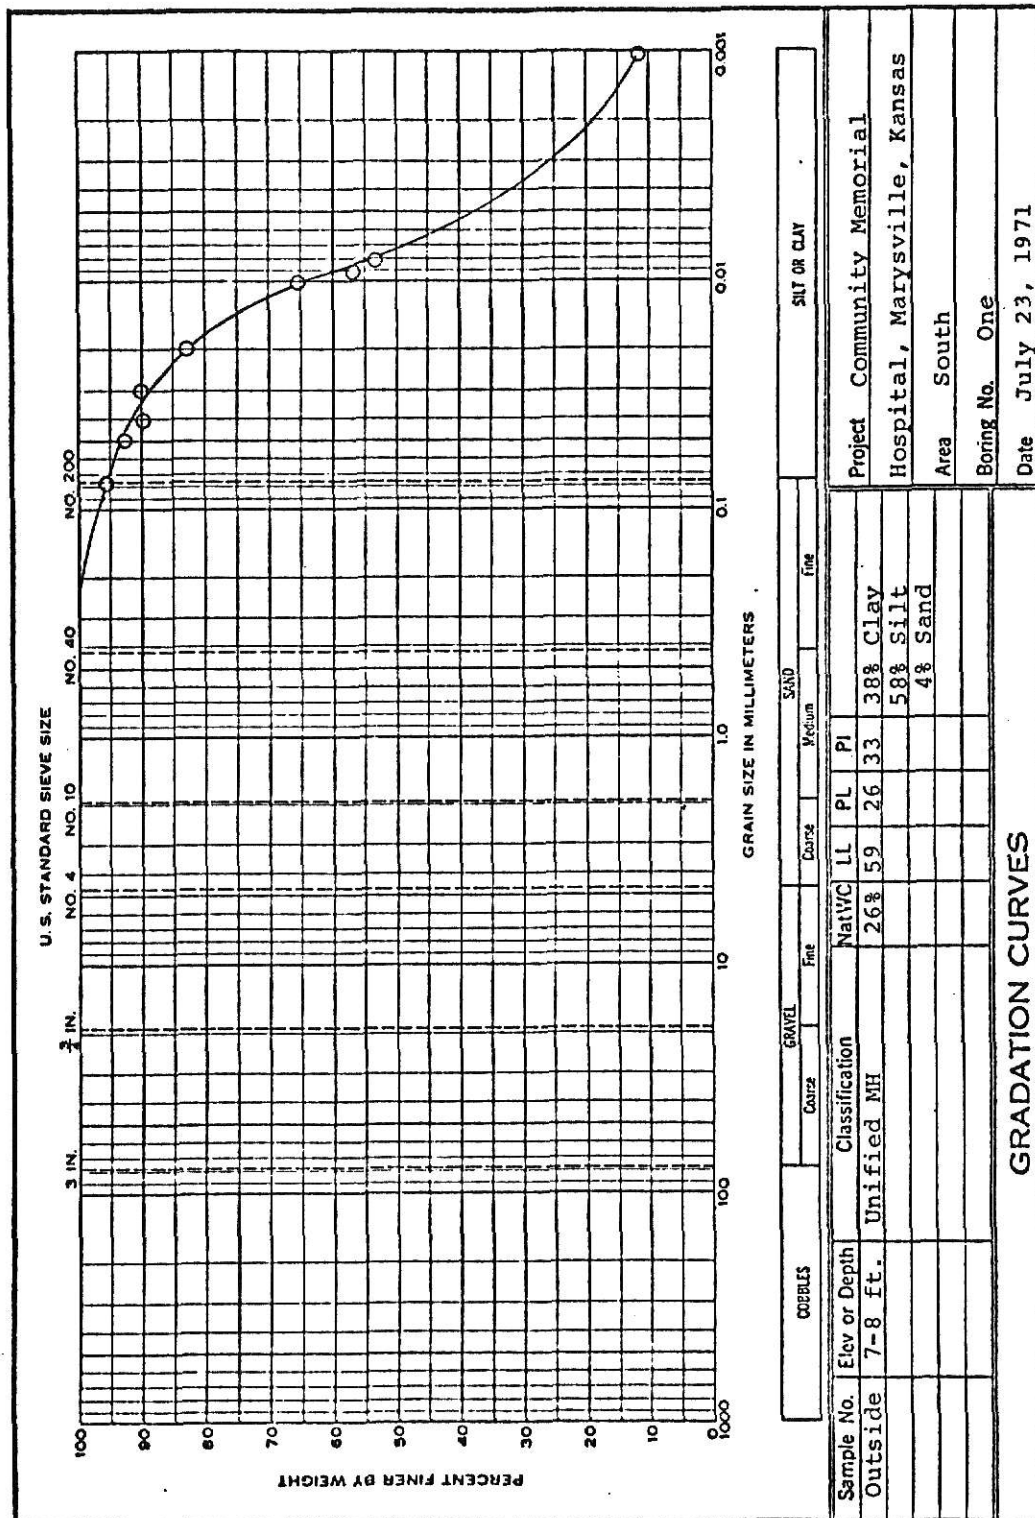 U. S. STANDARD SIEVE SIZE
3 IN. 3/4 IN. NO. 4 NO. 10 NO. 40 NO. 200
PERCENT FINER BY WEIGHT
100
90
80
70
60
50
40
30
20
10
0
1000 100 10 1.0 0.1 0.01 0.001
GRAIN SIZE IN MILLIMETERS
COBBLES GRAVEL SAND SILT OR CLAY
Coarse Fine Coarse Medium Fine
Sample No. Elev or Depth Classification Nat WC LL PL PI
Outside 7-8 ft. Unified MH 26% 59 26 33 38% Clay
58% Silt
4% Sand
Project Community Memorial
Hospital, Marysville, Kansas
Area South
Boring No. One
Date July 23, 1971
GRADATION CURVES